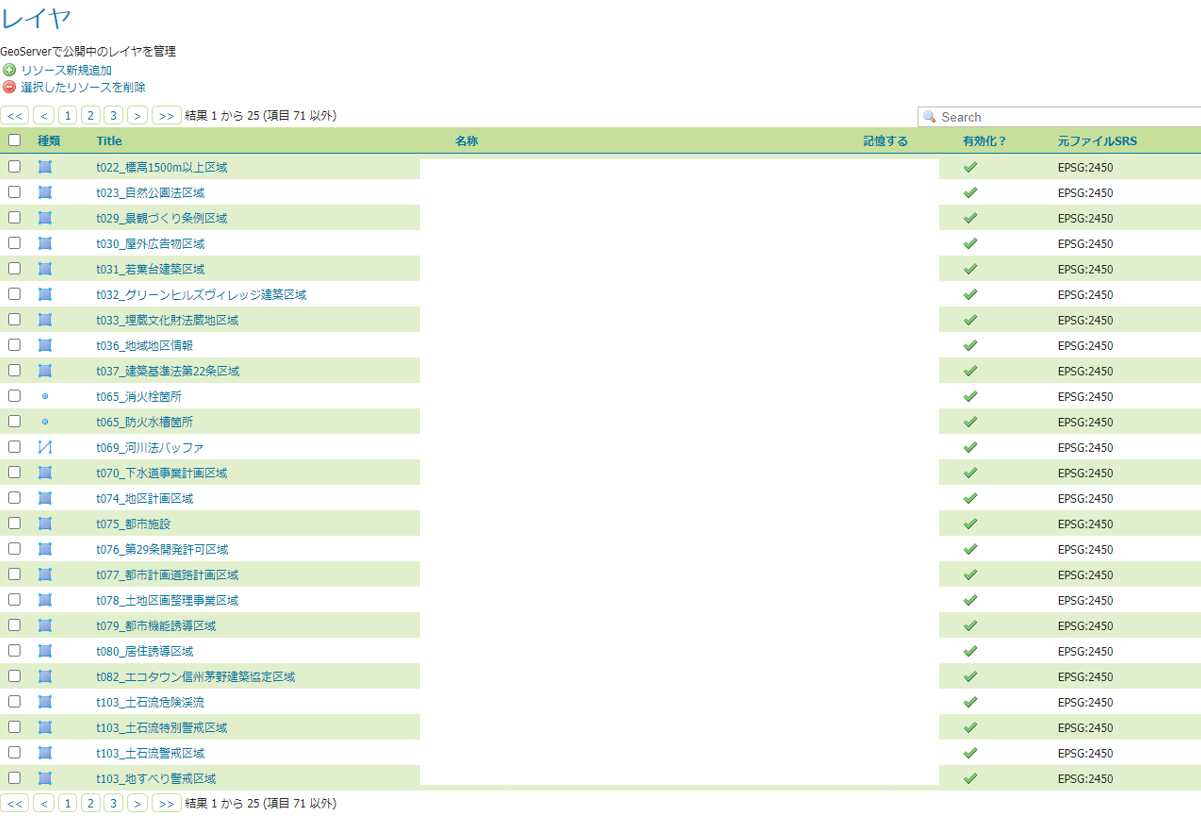 レイヤ
GeoServerで公開中のレイヤを管理
リソース新規追加
選択したリソースを削除
<< < 1 2 3 > >> 結果 1 から 25 (項目 71 以外) Search
種類 Title 名称 記憶する 有効化？ 元ファイルSRS
t022_標高1500m以上区域 EPSG:2450
t023_自然公園法区域 EPSG:2450
t029_景観づくり条例区域 EPSG:2450
t030_屋外広告物区域 EPSG:2450
t031_若葉台建築区域 EPSG:2450
t032_グリーンヒルズヴィレッジ建築区域 EPSG:2450
t033_埋蔵文化財法蔵地区域 EPSG:2450
t036_地域地区情報 EPSG:2450
t037_建築基準法第22条区域 EPSG:2450
t065_消火栓箇所 EPSG:2450
t065_防火水槽箇所 EPSG:2450
t069_河川法バッファ EPSG:2450
t070_下水道事業計画区域 EPSG:2450
t074_地区計画区域 EPSG:2450
t075_都市施設 EPSG:2450
t076_第29条開発許可区域 EPSG:2450
t077_都市計画道路計画区域 EPSG:2450
t078_土地区画整理事業区域 EPSG:2450
t079_都市機能誘導区域 EPSG:2450
t080_居住誘導区域 EPSG:2450
t082_エコタウン信州茅野建築協定区域 EPSG:2450
t103_土石流危険渓流 EPSG:2450
t103_土石流特別警戒区域 EPSG:2450
t103_土石流警戒区域 EPSG:2450
t103_地すべり警戒区域 EPSG:2450
<< < 1 2 3 > >> 結果 1 から 25 (項目 71 以外)